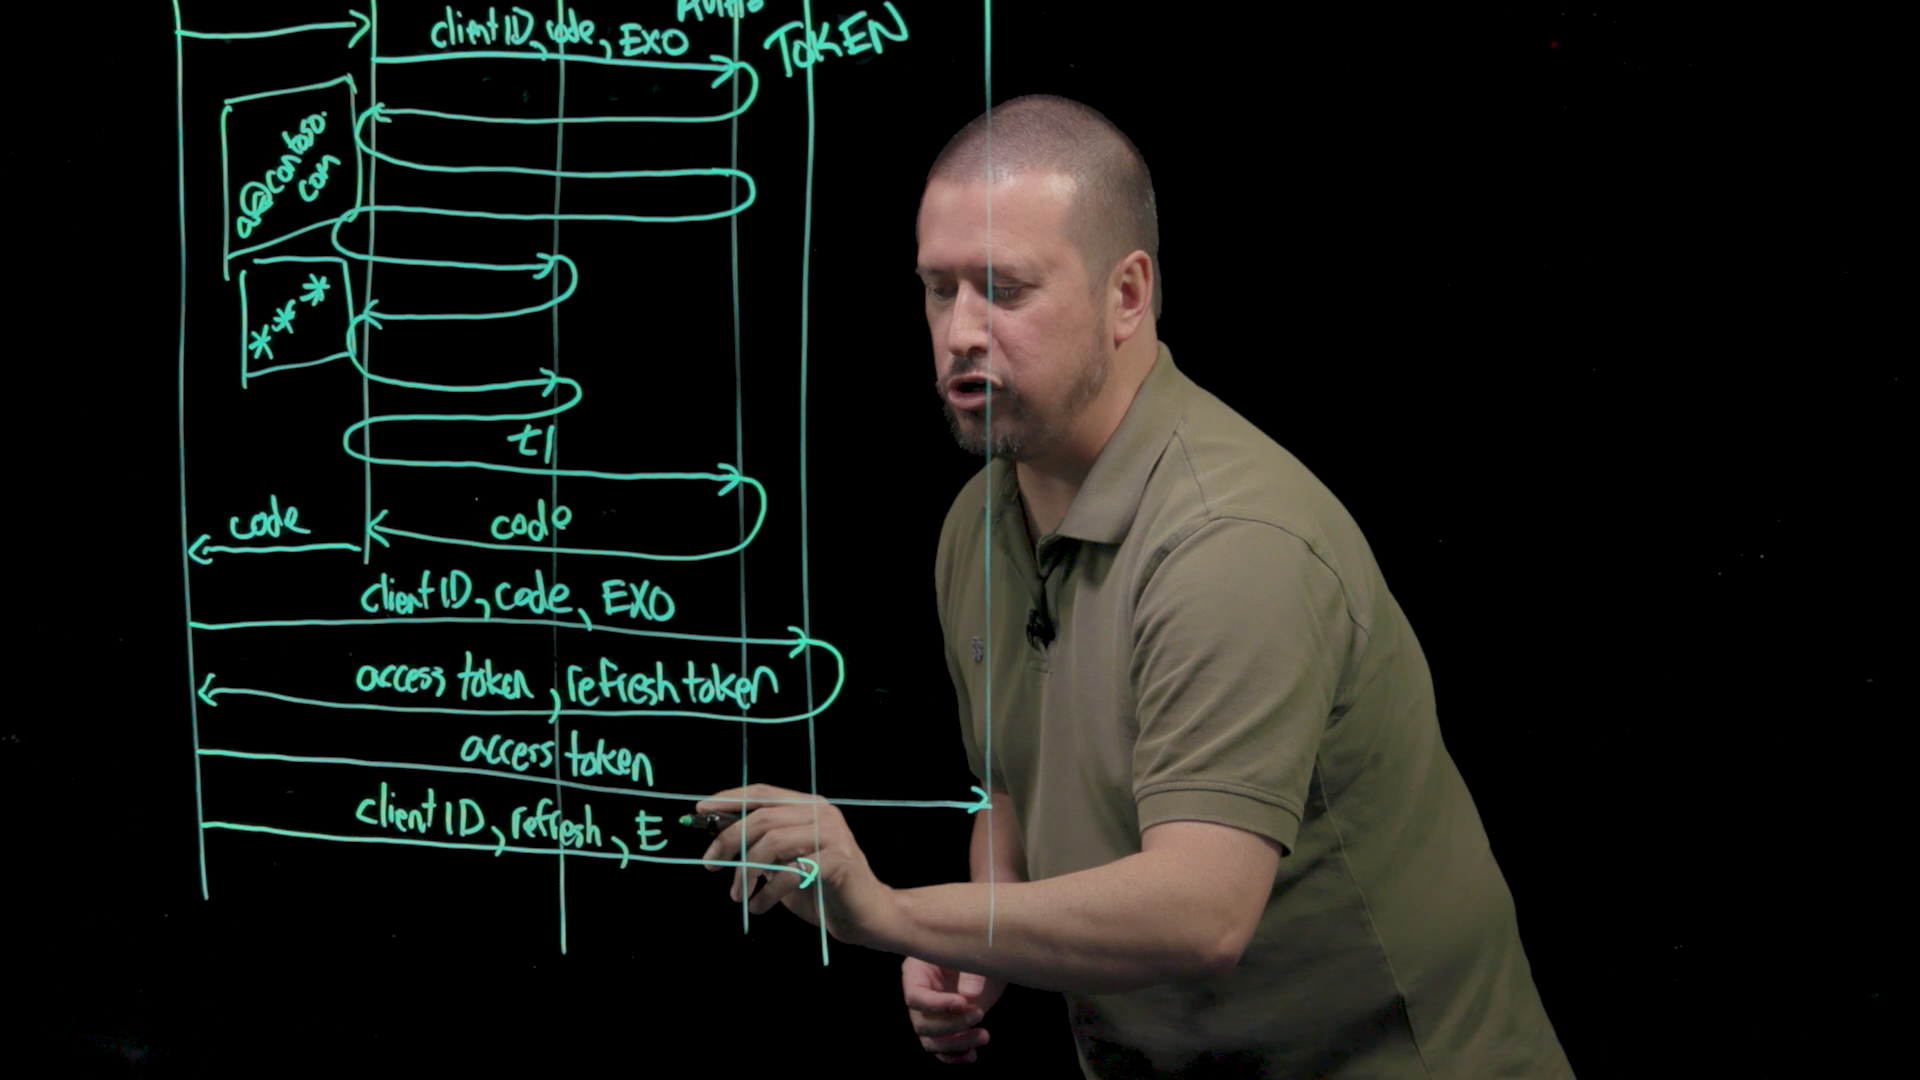 clientID, code, EXO
TOKEN
a@contoso.
com
***
t1
code
code
clientID, code, EXO
access token, refresh token
access token
clientID, refresh, E